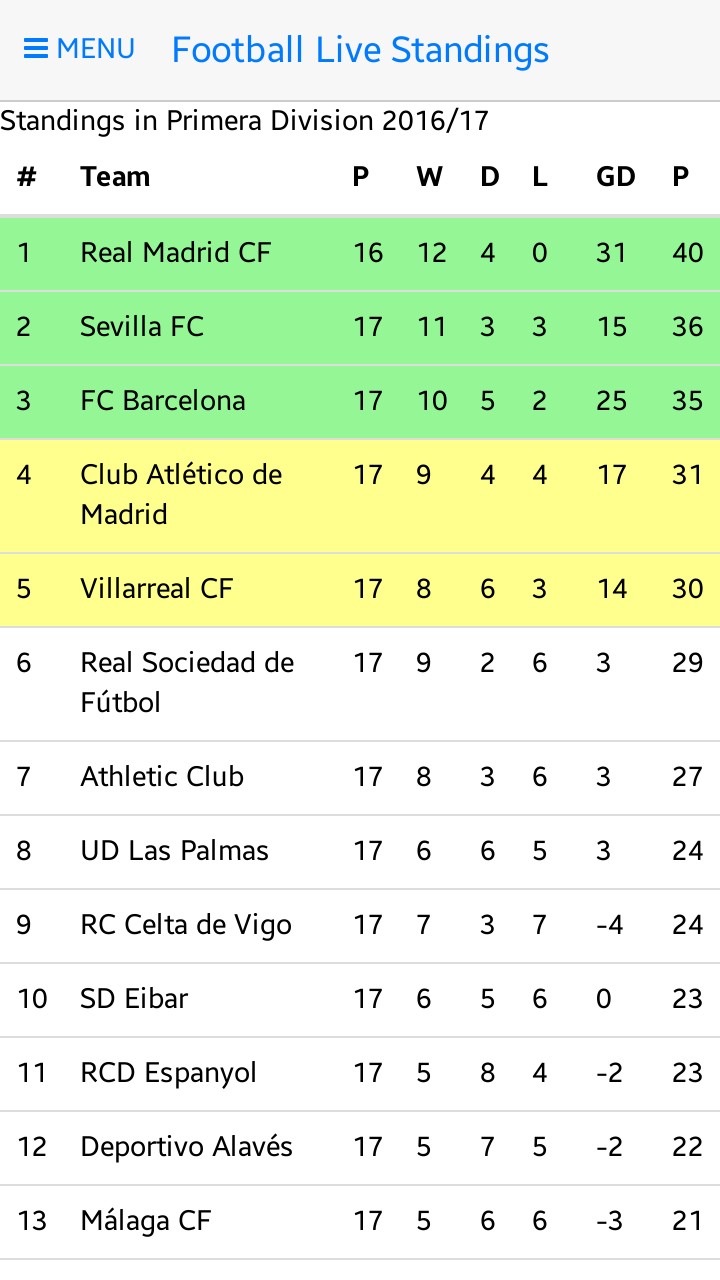 MENU Football Live Standings
Standings in Primera Division 2016/17
# Team P W D L GD P
1 Real Madrid CF 16 12 4 0 31 40
2 Sevilla FC 17 11 3 3 15 36
3 FC Barcelona 17 10 5 2 25 35
4 Club Atlético de 17 9 4 4 17 31
Madrid
5 Villarreal CF 17 8 6 3 14 30
6 Real Sociedad de 17 9 2 6 3 29
Fútbol
7 Athletic Club 17 8 3 6 3 27
8 UD Las Palmas 17 6 6 5 3 24
9 RC Celta de Vigo 17 7 3 7 -4 24
10 SD Eibar 17 6 5 6 0 23
11 RCD Espanyol 17 5 8 4 -2 23
12 Deportivo Alavés 17 5 7 5 -2 22
13 Málaga CF 17 5 6 6 -3 21